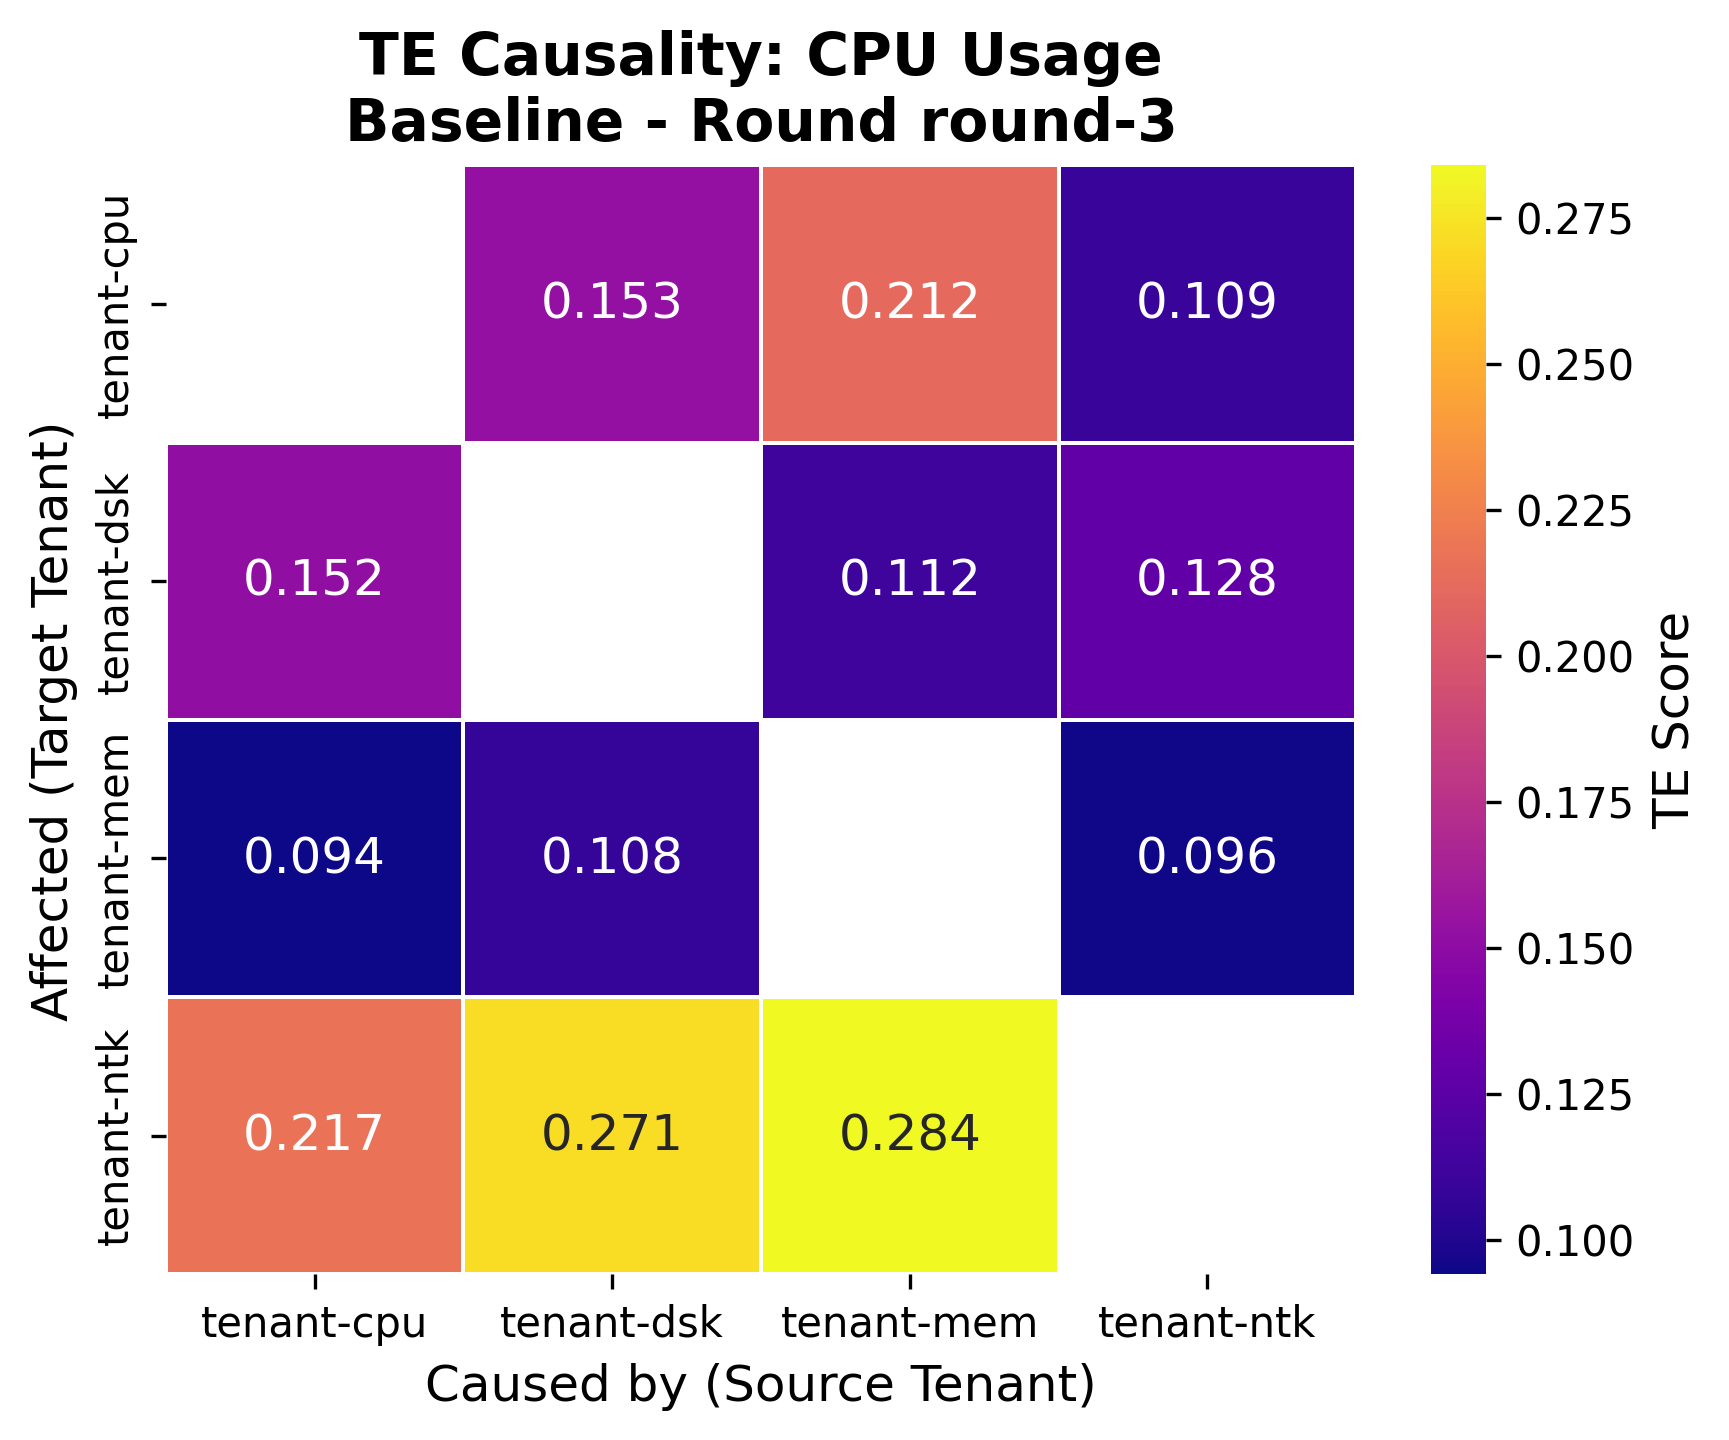 TE Causality: CPU Usage
Baseline - Round round-3
Affected (Target Tenant)
tenant-cpu
0.153 0.212 0.109
tenant-dsk
0.152 0.112 0.128
tenant-mem
0.094 0.108 0.096
tenant-ntk
0.217 0.271 0.284
tenant-cpu tenant-dsk tenant-mem tenant-ntk
Caused by (Source Tenant)
0.275
0.250
0.225
0.200
0.175
0.150
0.125
0.100
TE Score